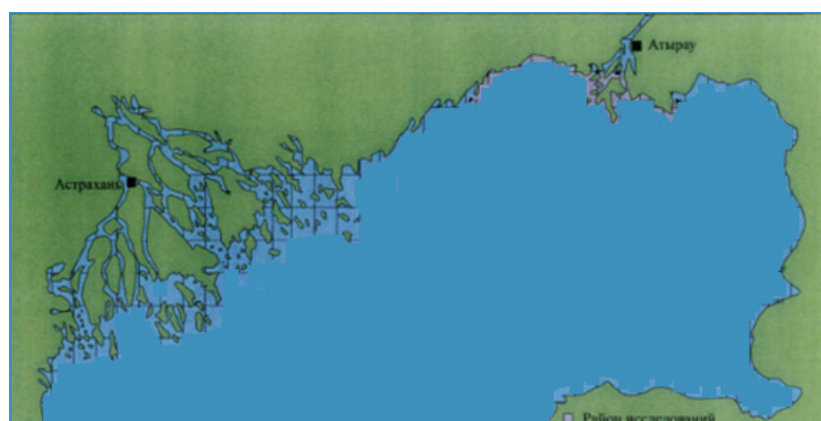 Атырау
Астрахань
Район исследований